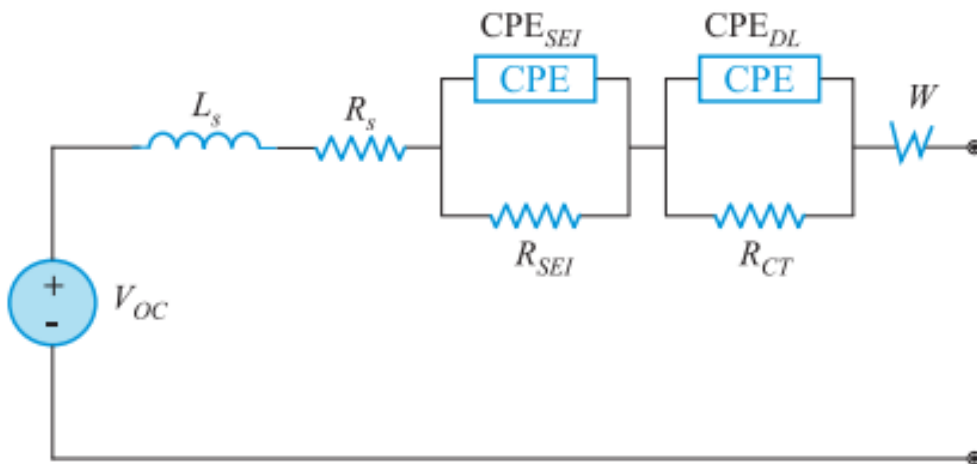 CPE_SEI
CPE_DL
CPE
CPE
W
L_s
R_s
R_SEI
R_CT
+
-
V_OC